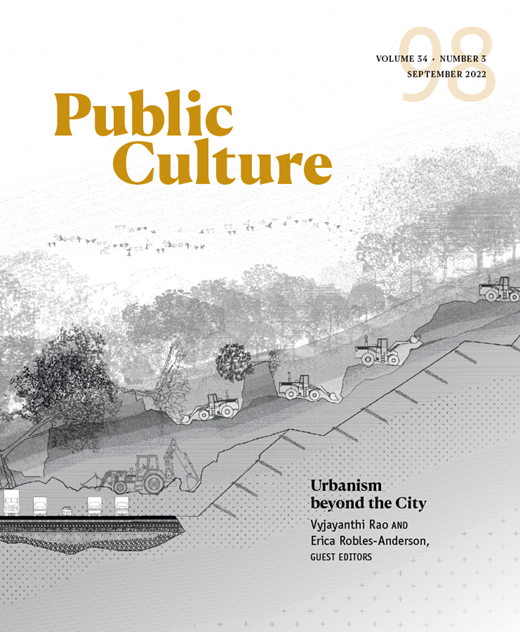 98
VOLUME 34 • NUMBER 3
SEPTEMBER 2022
Public
Culture
Urbanism
beyond the City
Vyjayanthi Rao AND
Erica Robles-Anderson,
GUEST EDITORS